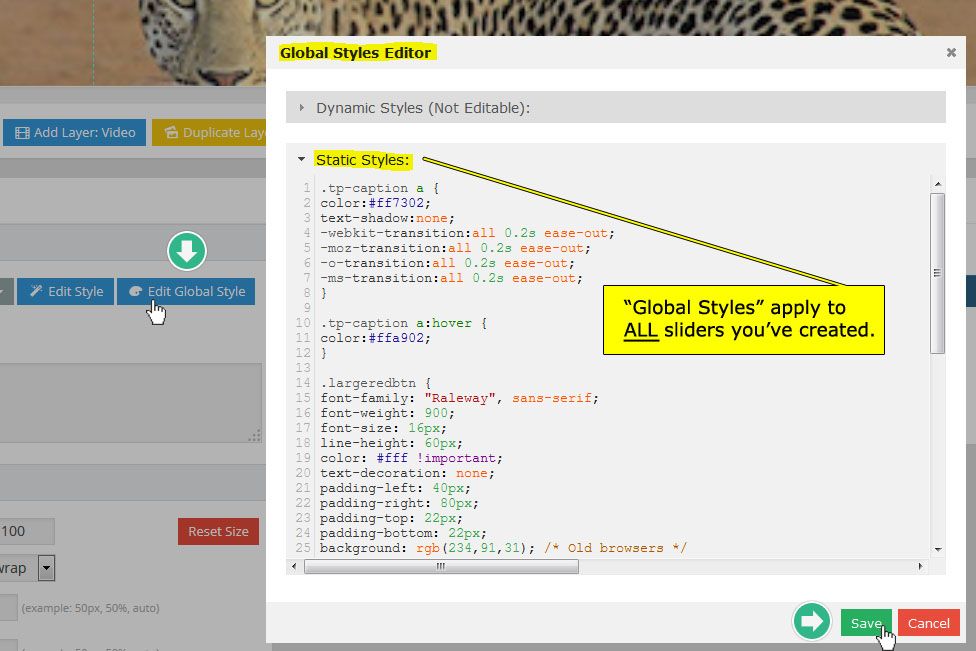 Global Styles Editor
Dynamic Styles (Not Editable):
Add Layer: Video
Duplicate Lay
Static Styles:
1 .tp-caption a {
2 color:#ff7302;
3 text-shadow:none;
4 -webkit-transition:all 0.2s ease-out;
5 -moz-transition:all 0.2s ease-out;
6 -o-transition:all 0.2s ease-out;
7 -ms-transition:all 0.2s ease-out;
8 }
9
10 .tp-caption a:hover {
11 color:#ffa902;
12 }
13
14 .largeredbtn {
15 font-family: "Raleway", sans-serif;
16 font-weight: 900;
17 font-size: 16px;
18 line-height: 60px;
19 color: #fff !important;
20 text-decoration: none;
21 padding-left: 40px;
22 padding-right: 80px;
23 padding-top: 22px;
24 padding-bottom: 22px;
25 background: rgb(234,91,31); /* Old browsers */
Edit Style
Edit Global Style
“Global Styles” apply to
ALL sliders you’ve created.
100
Reset Size
wrap
(example: 50px, 50%, auto)
Save
Cancel